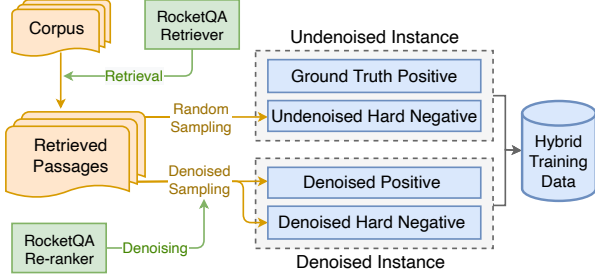 Corpus
RocketQA
Retriever
Retrieval
Retrieved
Passages
Random
Sampling
Denoised
Sampling
RocketQA
Re-ranker
Denoising
Undenoised Instance
Ground Truth Positive
Undenoised Hard Negative
Denoised Positive
Denoised Hard Negative
Denoised Instance
Hybrid
Training
Data